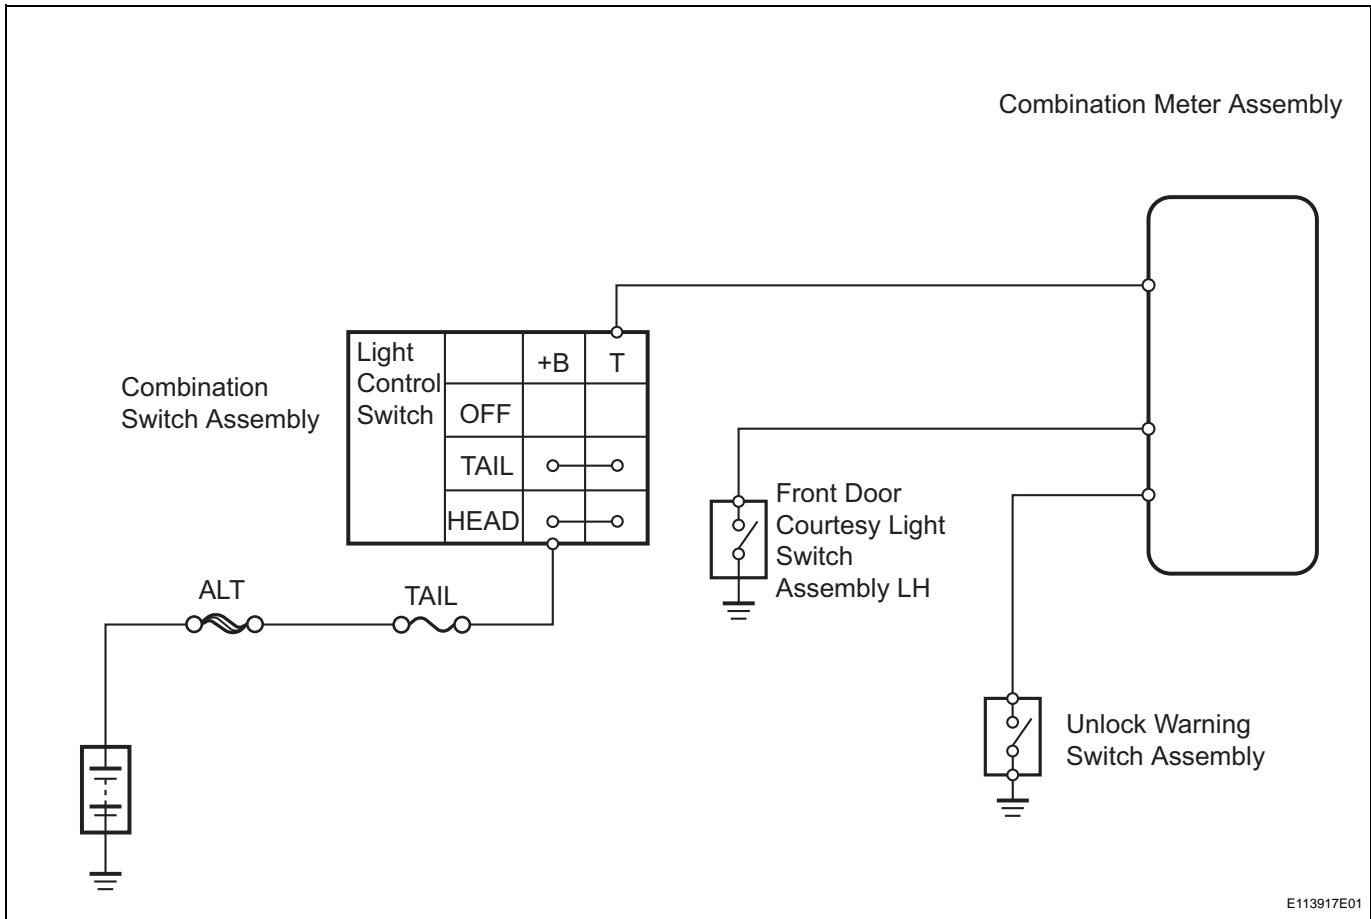 Combination Meter Assembly
Combination
Switch Assembly
Light
Control
Switch
+B
T
OFF
TAIL
HEAD
Front Door
Courtesy Light
Switch
Assembly LH
ALT
TAIL
Unlock Warning
Switch Assembly
E113917E01